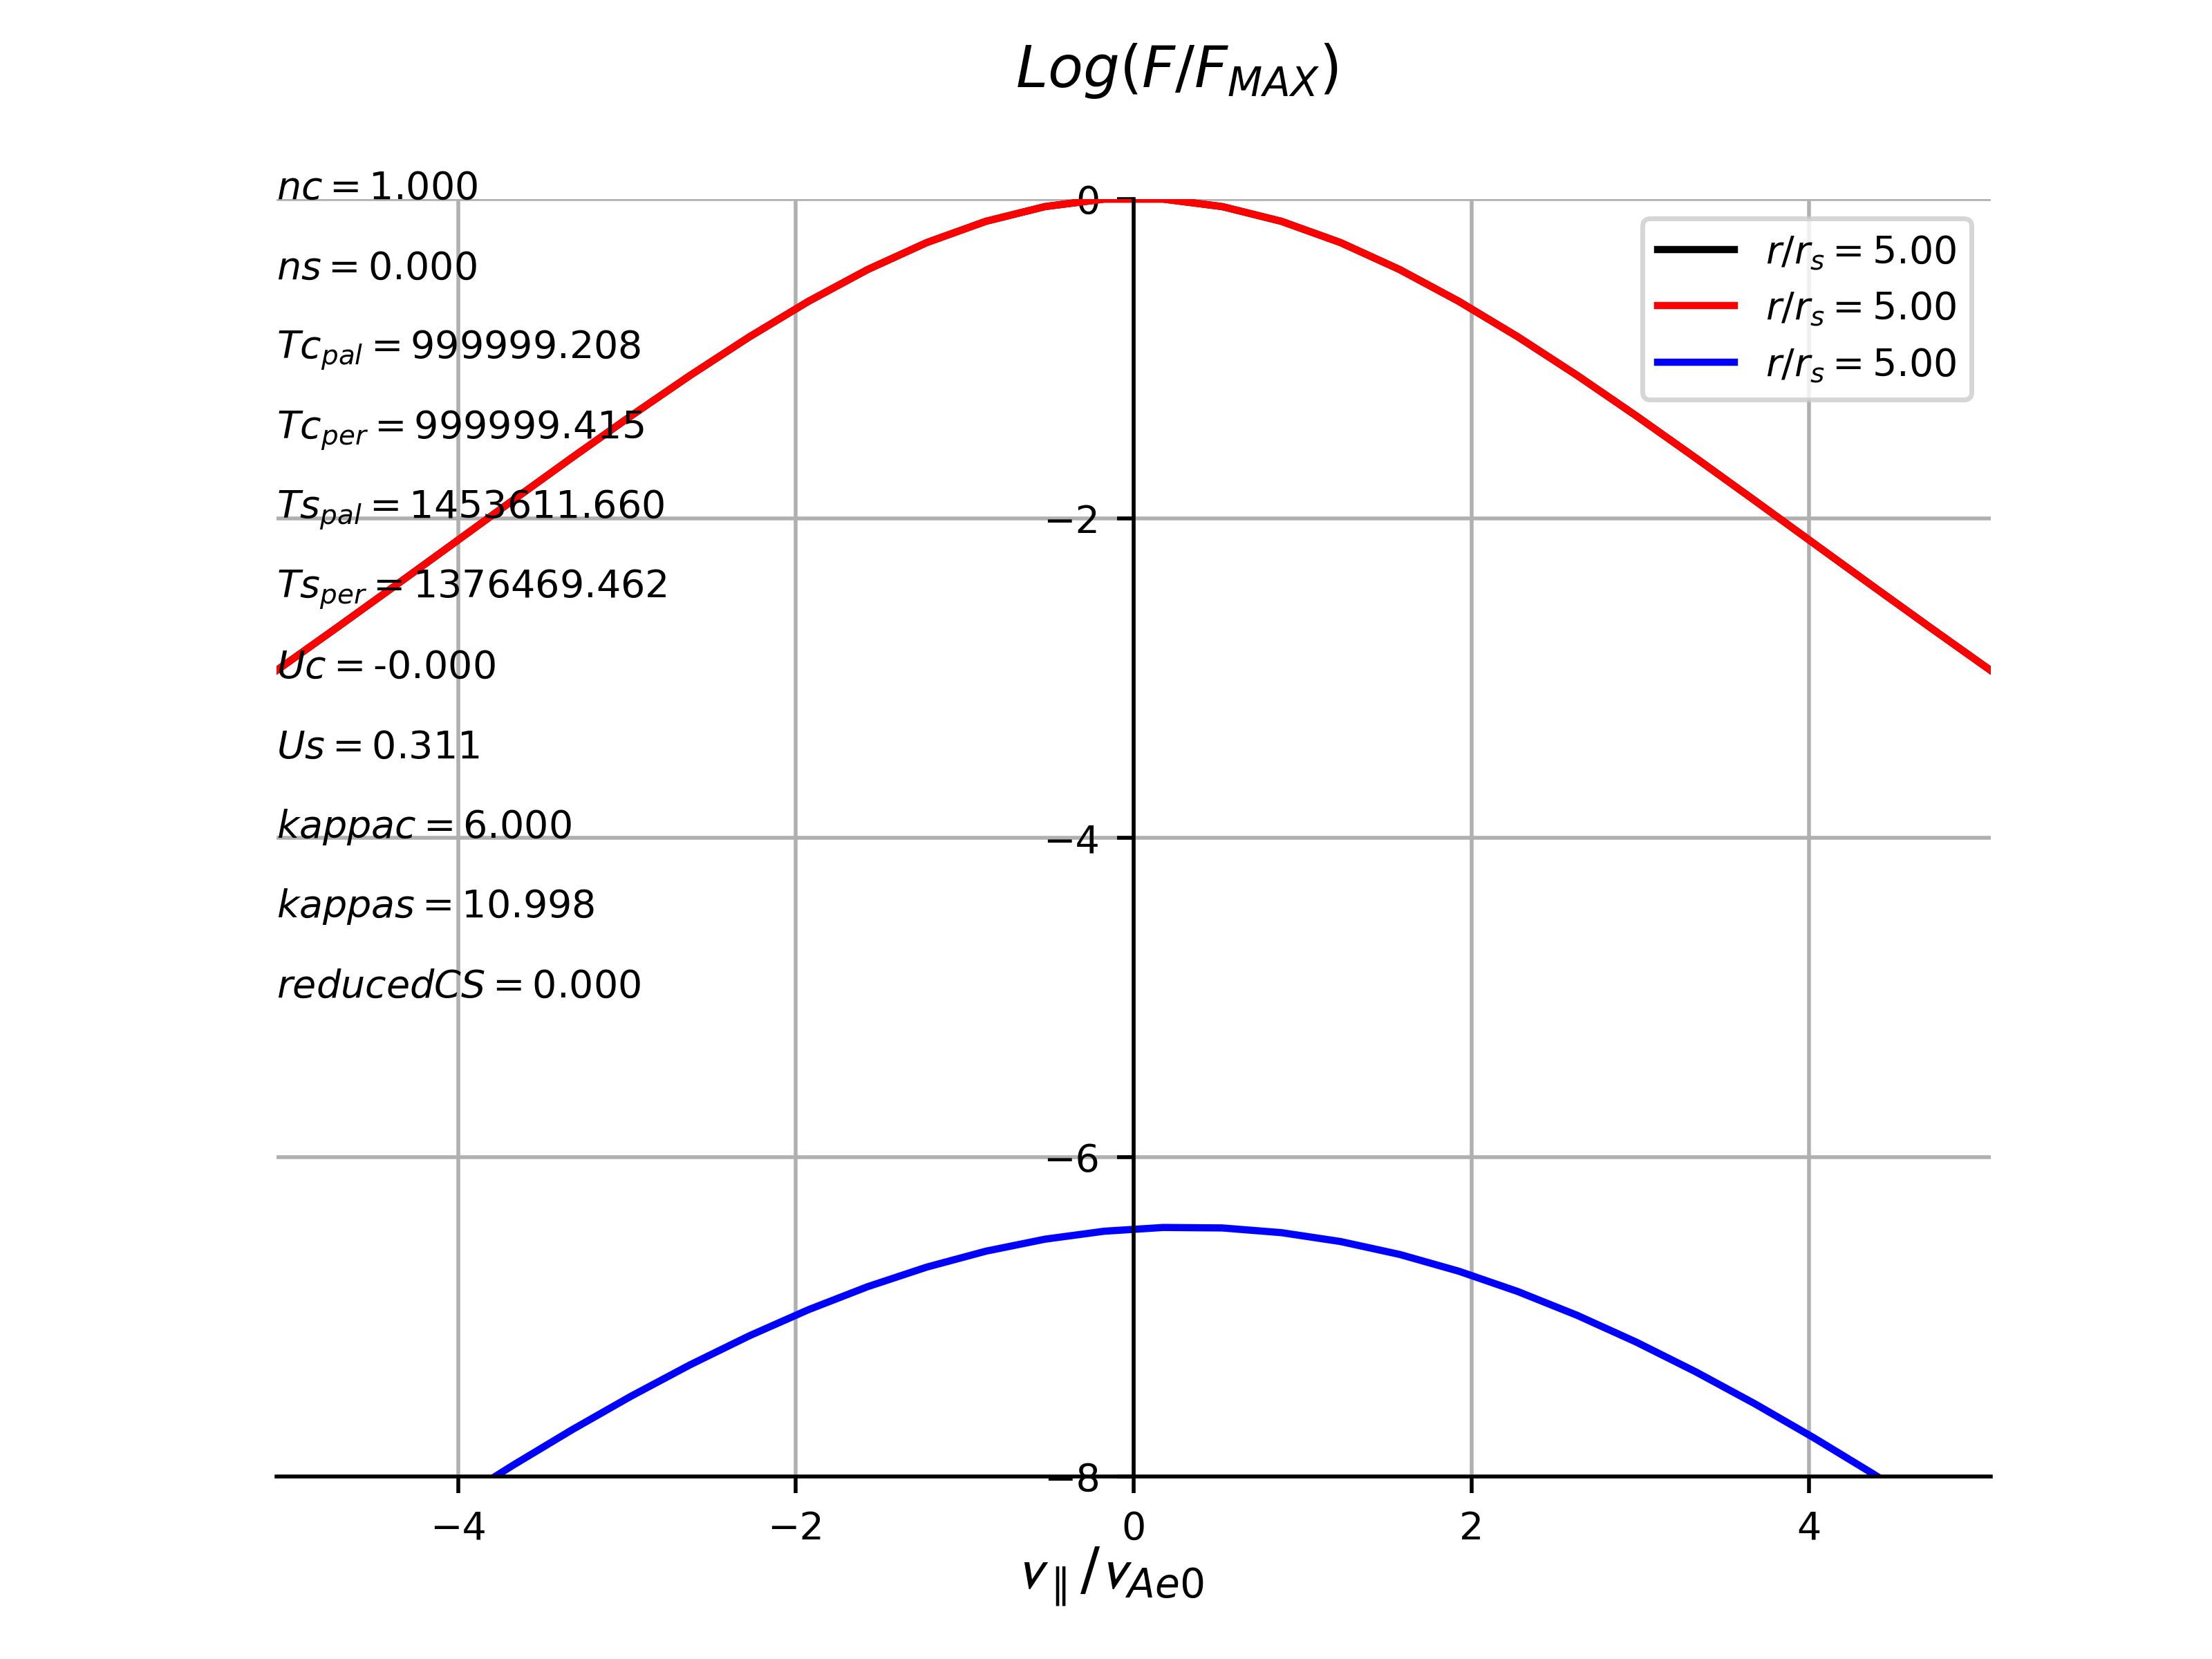 Log(F/F_MAX)
nc = 1.000
ns = 0.000
Tc_pal = 999999.208
Tc_per = 999999.415
Ts_pal = 1453611.660
Ts_per = 1376469.462
Uc = -0.000
Us = 0.311
kappac = 6.000
kappas = 10.998
reducedCS = 0.000
r/r_s = 5.00
r/r_s = 5.00
r/r_s = 5.00
0
−2
−4
−6
−8
−4 −2 0 2 4
v_∥/v_Ae0